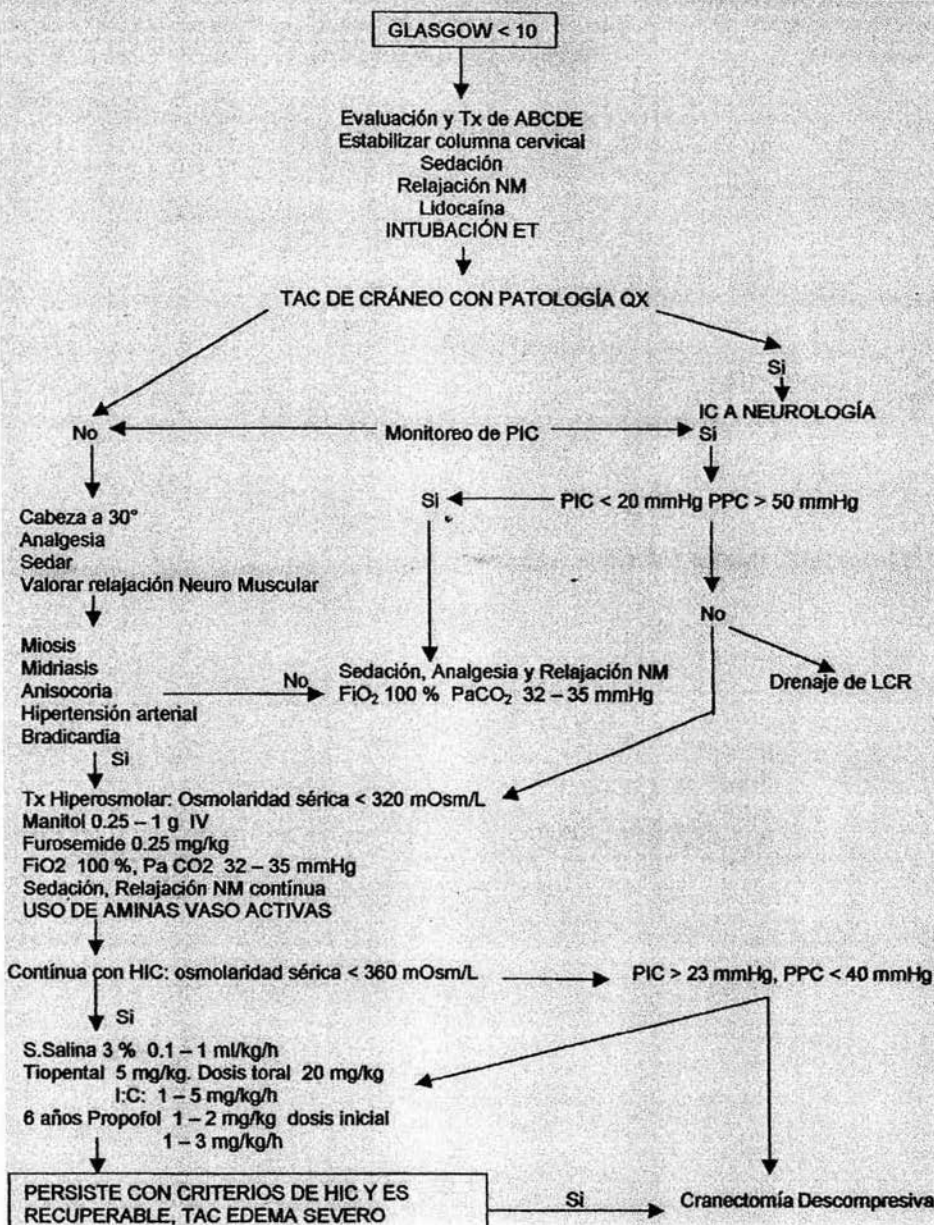 GLASGOW < 10
Evaluación y Tx de ABCDE
Estabilizar columna cervical
Sedación
Relajación NM
Lidocaína
INTUBACIÓN ET
TAC DE CRÁNEO CON PATOLOGÍA QX
Si
IC A NEUROLOGÍA
No
Monitoreo de PIC
Si
Si
PIC < 20 mmHg PPC > 50 mmHg
Cabeza a 30°
Analgesia
Sedar
Valorar relajación Neuro Muscular
No
Drenaje de LCR
Miosis
Midriasis
Anisocoria
Hipertensión arterial
Bradicardia
No
Sedación, Analgesia y Relajación NM
FiO₂ 100 % PaCO₂ 32 – 35 mmHg
Si
Tx Hiperosmolar: Osmolaridad sérica < 320 mOsm/L
Manitol 0.25 – 1 g IV
Furosemide 0.25 mg/kg
FiO2 100 %, Pa CO2 32 – 35 mmHg
Sedación, Relajación NM contínua
USO DE AMINAS VASO ACTIVAS
Contínua con HIC: osmolaridad sérica < 360 mOsm/L
PIC > 23 mmHg, PPC < 40 mmHg
Si
S.Salina 3 % 0.1 – 1 ml/kg/h
Tiopental 5 mg/kg. Dosis toral 20 mg/kg
I:C: 1 – 5 mg/kg/h
6 años Propofol 1 – 2 mg/kg dosis inicial
1 – 3 mg/kg/h
PERSISTE CON CRITERIOS DE HIC Y ES
RECUPERABLE, TAC EDEMA SEVERO
Si
Cranectomía Descompresiva